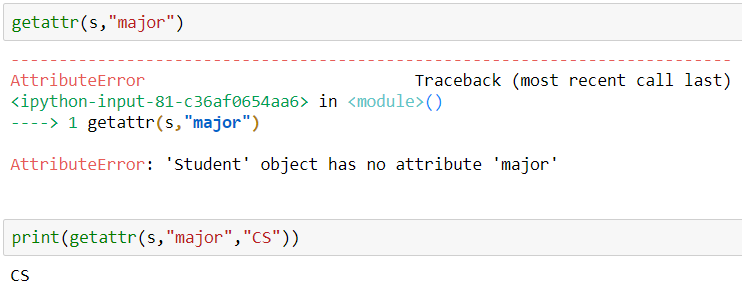 getattr(s,"major")
---------------------------------------------------------------------------
AttributeError                            Traceback (most recent call last)
<ipython-input-81-c36af0654aa6> in <module>()
----> 1 getattr(s,"major")
AttributeError: 'Student' object has no attribute 'major'
print(getattr(s,"major","CS"))
CS